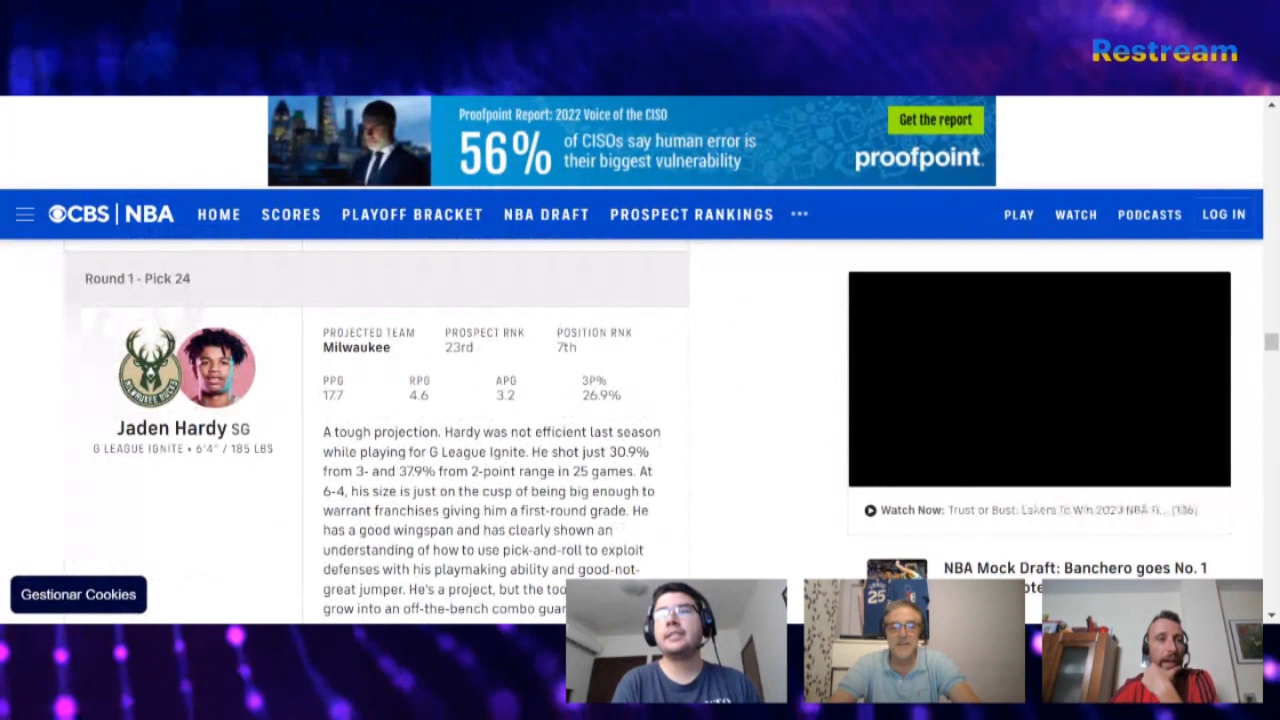 Restream
Proofpoint Report: 2022 Voice of the CISO
56%
of CISOs say human error is
their biggest vulnerability
Get the report
proofpoint.
CBS | NBA
HOME
SCORES
PLAYOFF BRACKET
NBA DRAFT
PROSPECT RANKINGS
PLAY
WATCH
PODCASTS
LOG IN
Round 1 - Pick 24
Jaden Hardy SG
G LEAGUE IGNITE • 6'4" / 185 LBS
PROJECTED TEAM
Milwaukee
PROSPECT RNK
23rd
POSITION RNK
7th
PPG
17.7
RPG
4.6
APG
3.2
3P%
26.9%
A tough projection. Hardy was not efficient last season
while playing for G League Ignite. He shot just 30.9%
from 3- and 37.9% from 2-point range in 25 games. At
6-4, his size is just on the cusp of being big enough to
warrant franchises giving him a first-round grade. He
has a good wingspan and has clearly shown an
understanding of how to use pick-and-roll to exploit
defenses with his playmaking ability and good-not-
great jumper. He's a project, but the
grow into an off-the-bench combo
Watch Now: Trust or Bust: Lakers To Win 2023 NBA
NBA Mock Draft: Banchero goes No. 1
25
Gestionar Cookies